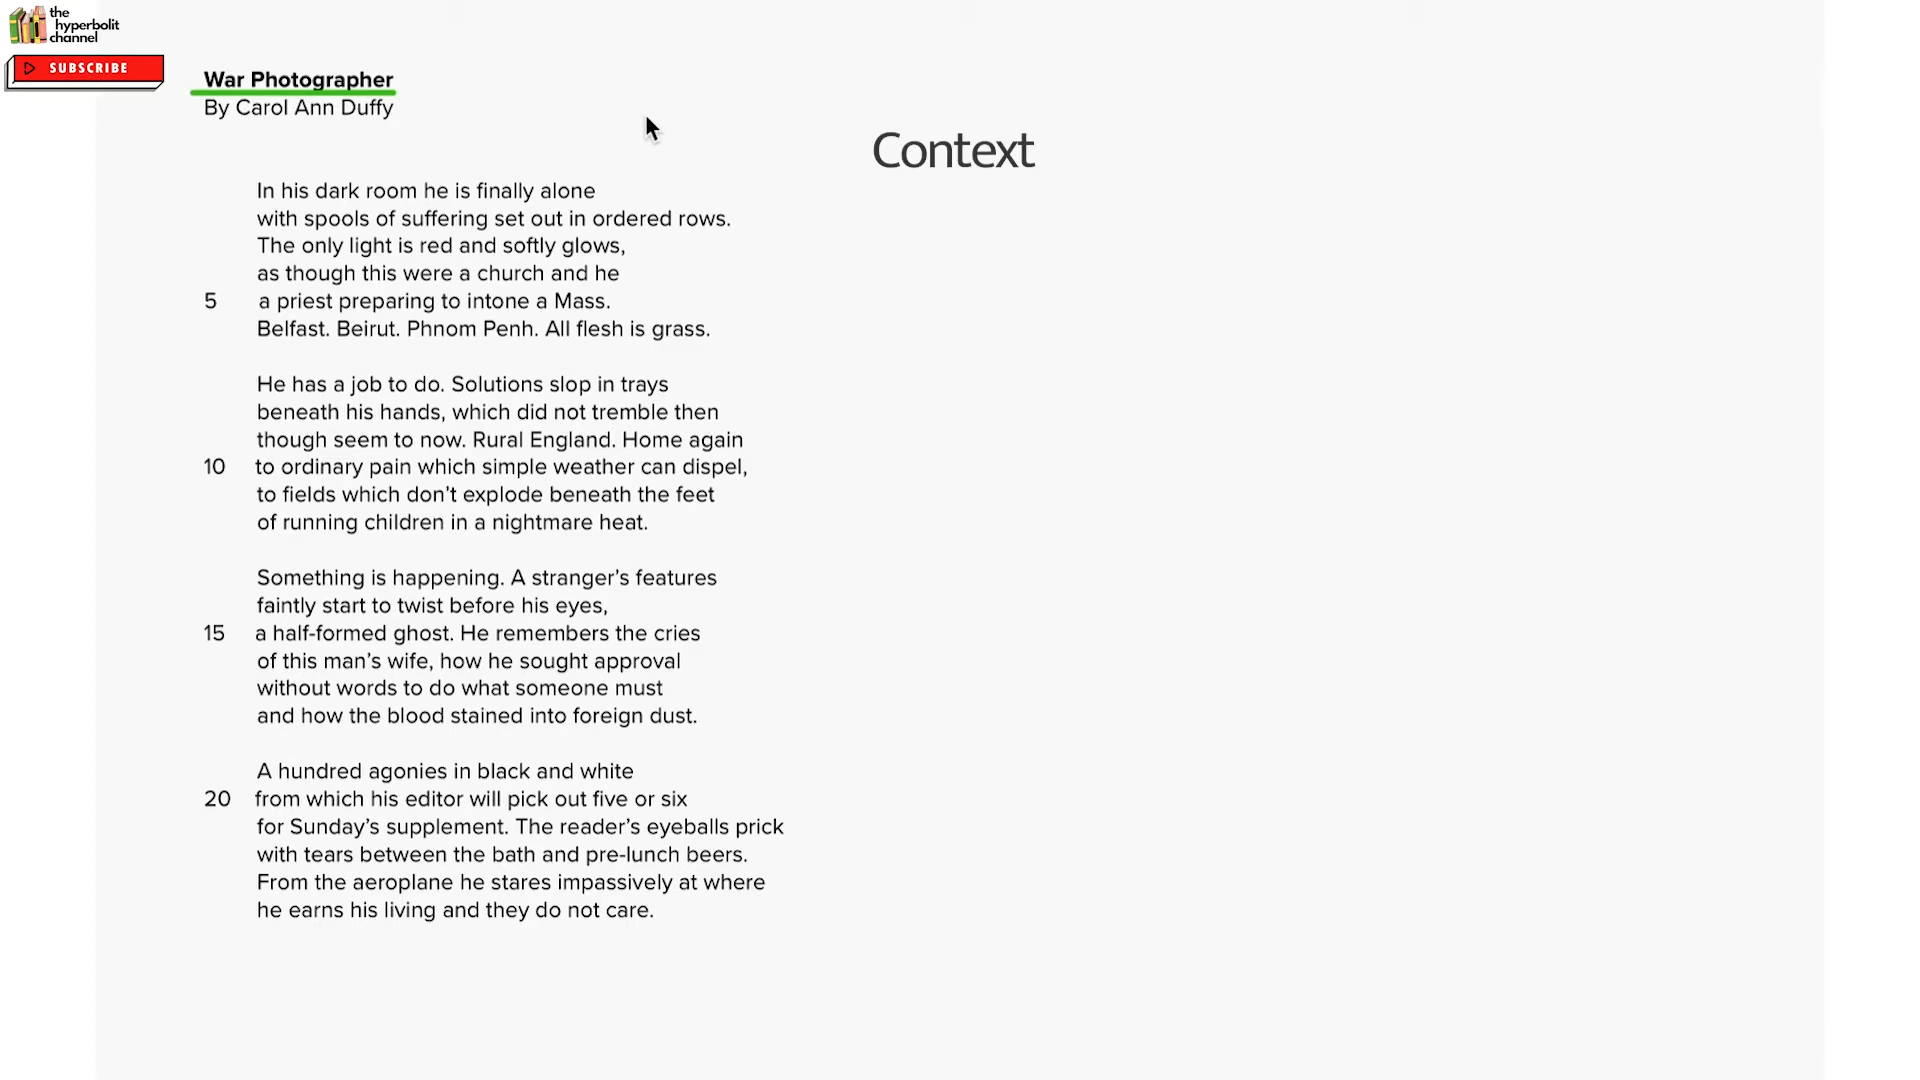 the
hyperbolit
channel
SUBSCRIBE
War Photographer
By Carol Ann Duffy
Context
In his dark room he is finally alone
with spools of suffering set out in ordered rows.
The only light is red and softly glows,
as though this were a church and he
5 a priest preparing to intone a Mass.
Belfast. Beirut. Phnom Penh. All flesh is grass.
He has a job to do. Solutions slop in trays
beneath his hands, which did not tremble then
though seem to now. Rural England. Home again
10 to ordinary pain which simple weather can dispel,
to fields which don’t explode beneath the feet
of running children in a nightmare heat.
Something is happening. A stranger’s features
faintly start to twist before his eyes,
15 a half-formed ghost. He remembers the cries
of this man’s wife, how he sought approval
without words to do what someone must
and how the blood stained into foreign dust.
A hundred agonies in black and white
20 from which his editor will pick out five or six
for Sunday’s supplement. The reader’s eyeballs prick
with tears between the bath and pre-lunch beers.
From the aeroplane he stares impassively at where
he earns his living and they do not care.